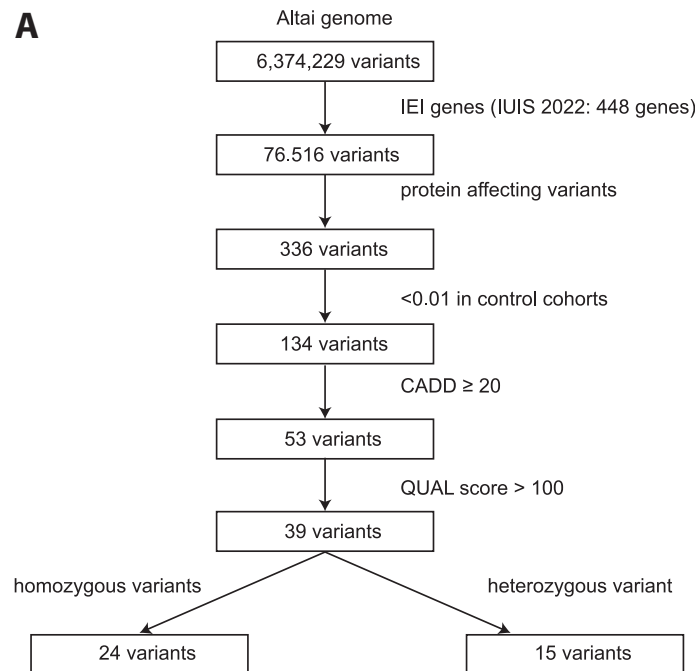 A
Altai genome
6,374,229 variants
IEI genes (IUIS 2022: 448 genes)
76.516 variants
protein affecting variants
336 variants
<0.01 in control cohorts
134 variants
CADD ≥ 20
53 variants
QUAL score > 100
39 variants
homozygous variants
heterozygous variant
24 variants
15 variants